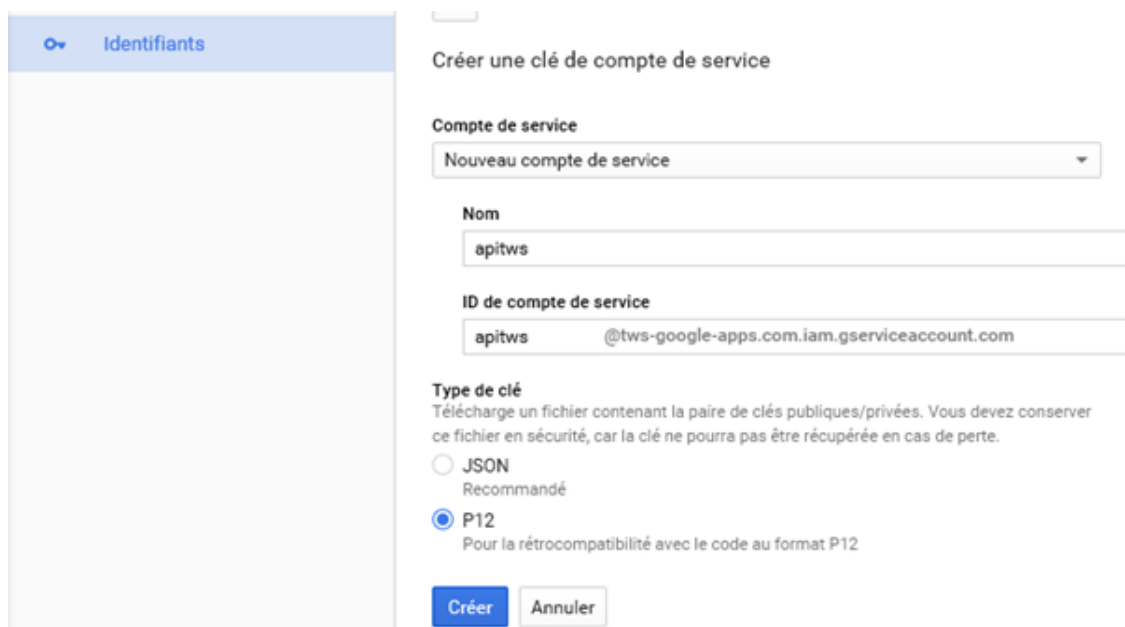 Identifiants
Créer une clé de compte de service
Compte de service
Nouveau compte de service
Nom
apitws
ID de compte de service
apitws @tws-google-apps.com.iam.gserviceaccount.com
Type de clé
Télécharge un fichier contenant la paire de clés publiques/privées. Vous devez conserver
ce fichier en sécurité, car la clé ne pourra pas être récupérée en cas de perte.
JSON
Recommandé
P12
Pour la rétrocompatibilité avec le code au format P12
Créer Annuler